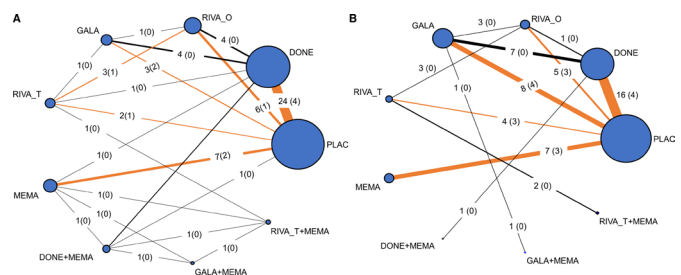 A
RIVA_O
1(0)
GALA
4 (0)
4 (0)
DONE
3(1)
3(2)
RIVA_T
1(0)
24 (4)
6(1)
1(0)
2(1)
PLAC
7(2)
MEMA
1(0)
1(0)
1(0)
1(0)
RIVA_T+MEMA
1(0)
1(0)
DONE+MEMA
1(0)
1(0)
GALA+MEMA
B
RIVA_O
3 (0)
GALA
1 (0)
7 (0)
DONE
3 (0)
5 (3)
8 (4)
16 (4)
RIVA_T
1 (0)
4 (3)
PLAC
7 (3)
MEMA
2 (0)
RIVA_T+MEMA
1 (0)
1 (0)
DONE+MEMA
GALA+MEMA